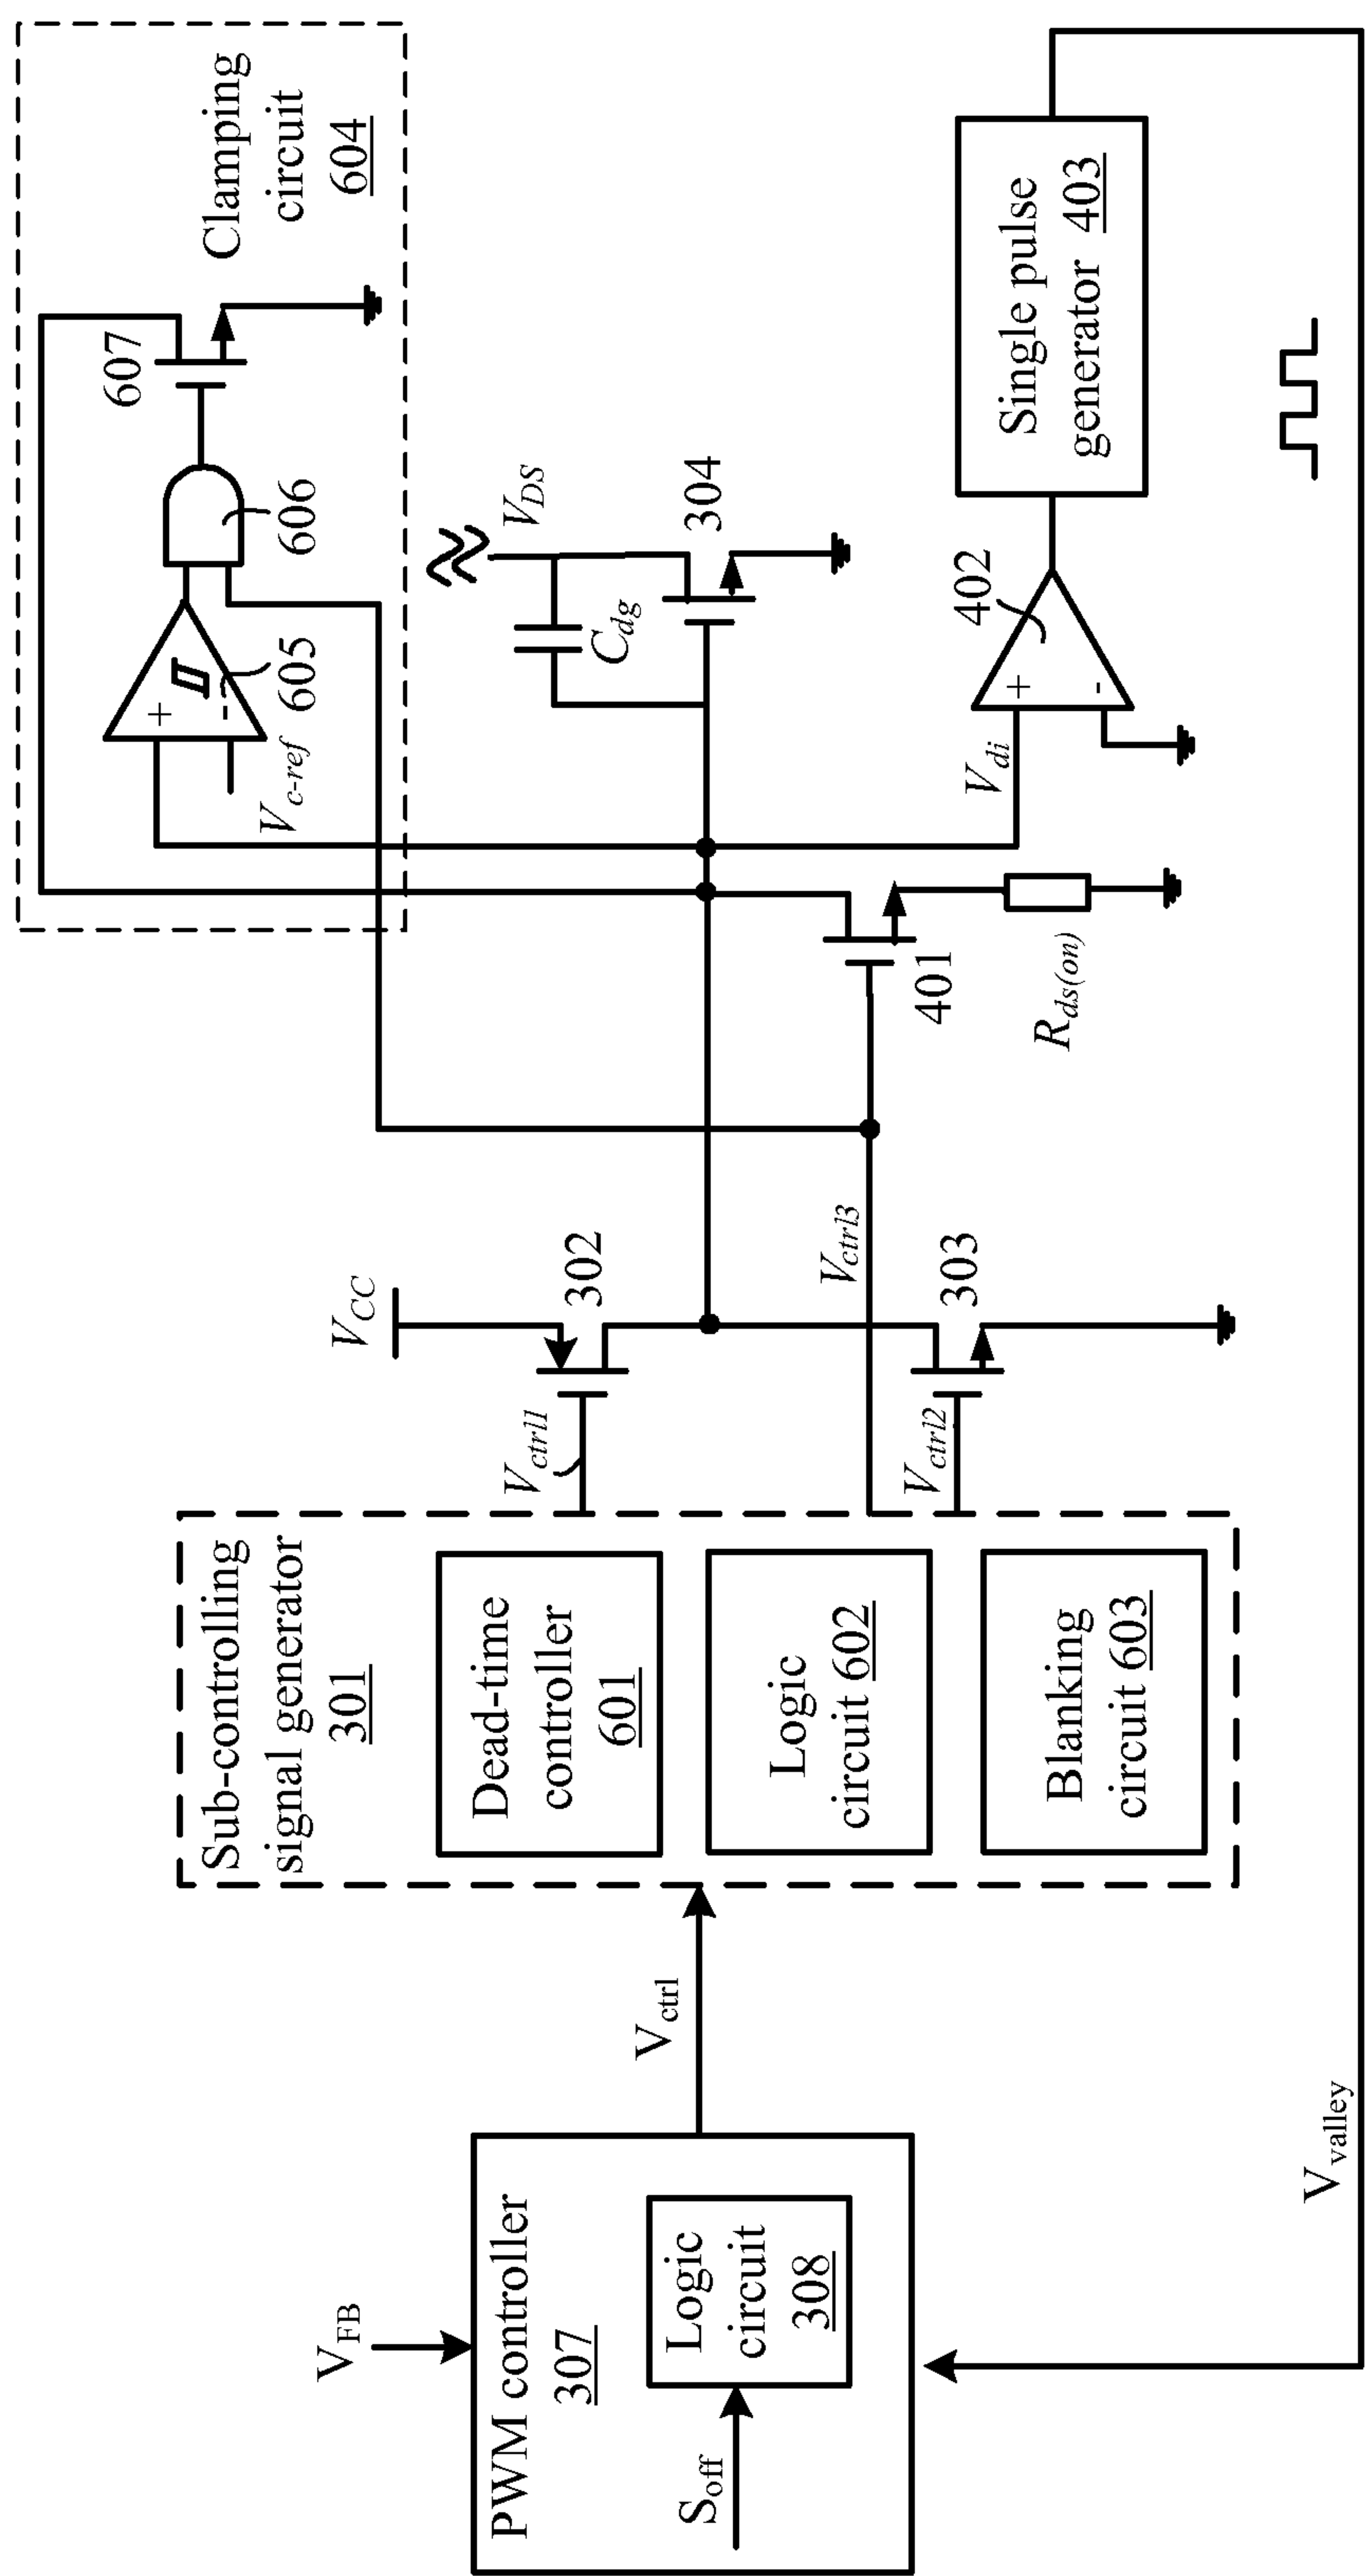 V_FB
PWM controller
307
Logic
circuit
308
S_off
V_ctrl
V_valley
Sub-controlling
signal generator
301
Dead-time
controller
601
Logic
circuit 602
Blanking
circuit 603
V_CC
V_ctrl1
302
V_ctrl3
V_ctrl2
303
401
R_ds(on)
V_c-ref
+
-
605
606
607
Clamping
circuit
604
V_DS
C_dg
304
V_di
+
-
402
Single pulse
generator 403